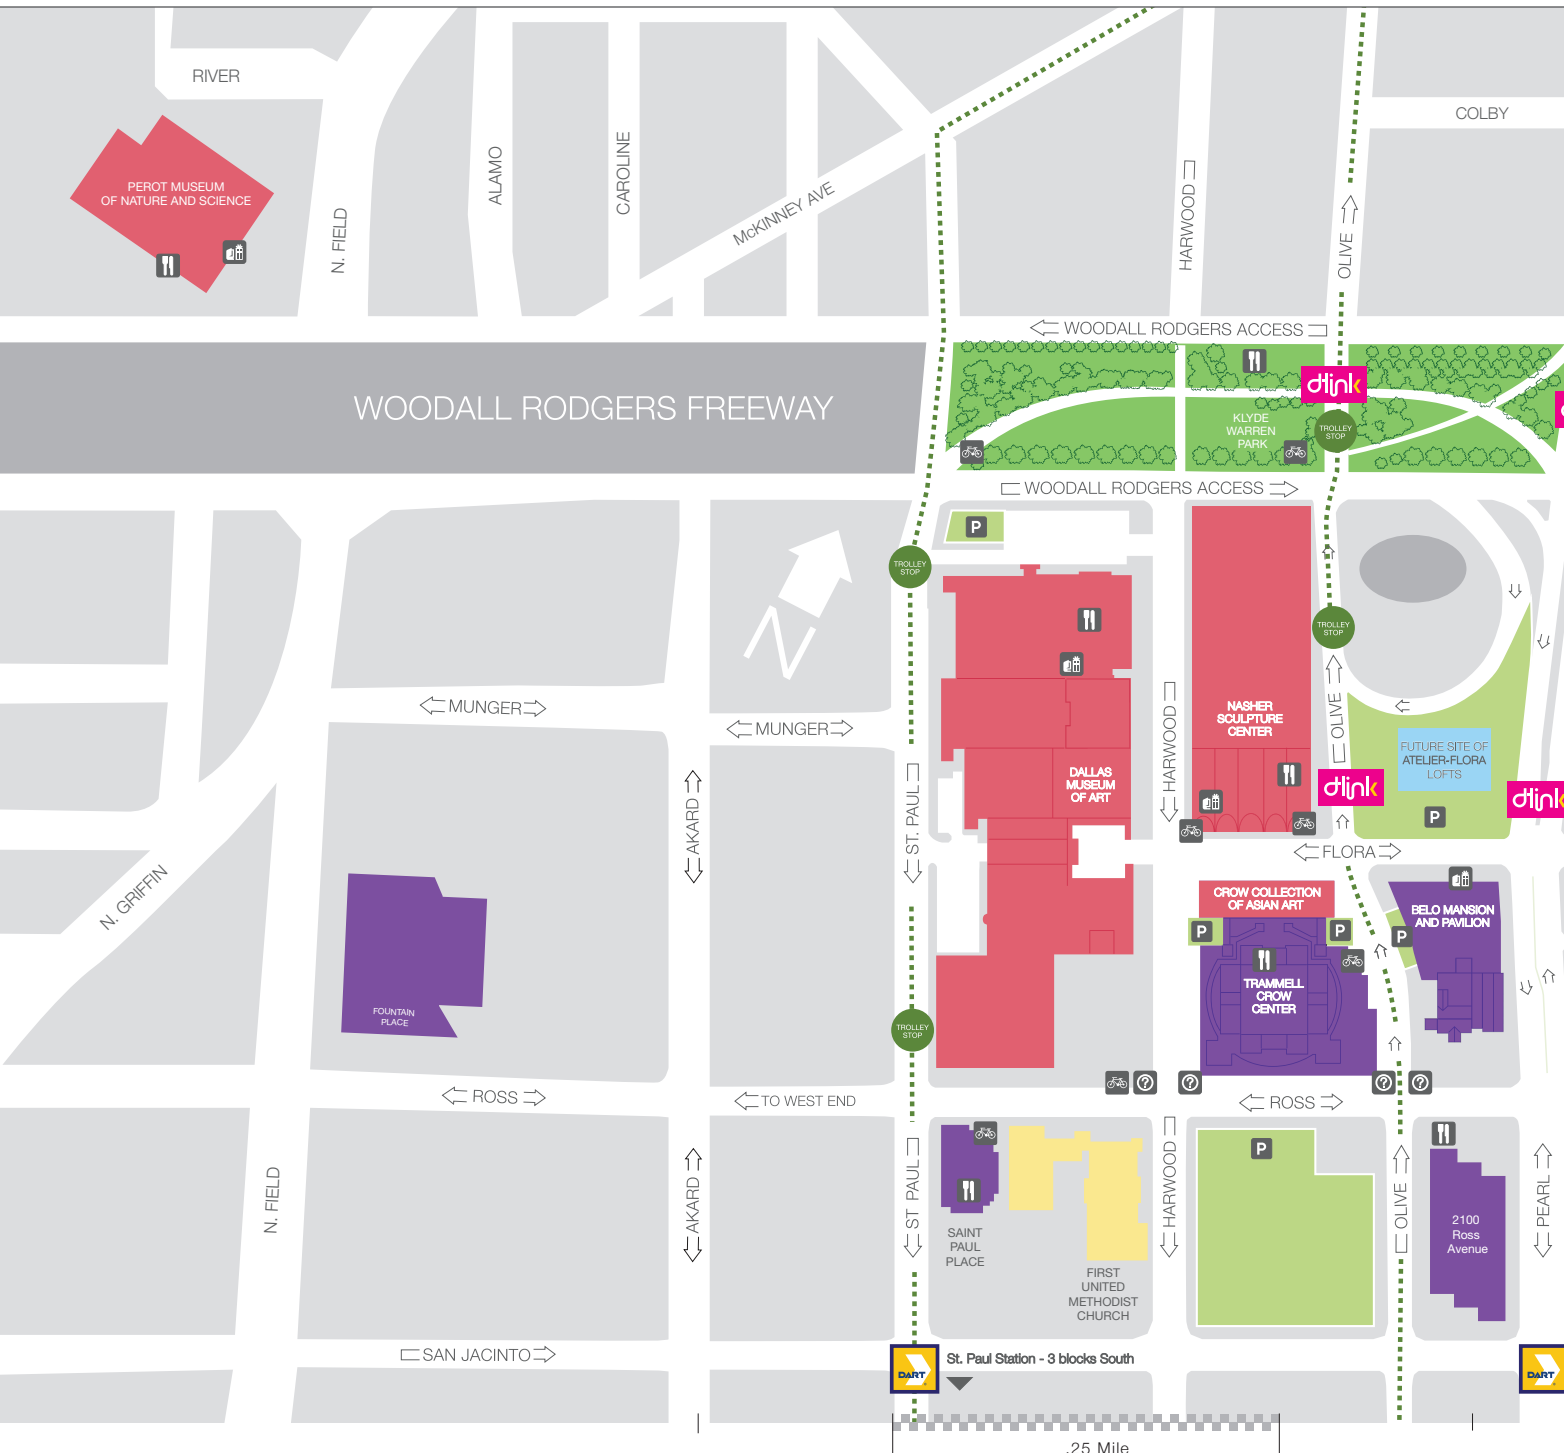 RIVER
COLBY
PEROT MUSEUM
OF NATURE AND SCIENCE
N. FIELD
ALAMO
CAROLINE
McKINNEY AVE
HARWOOD
OLIVE
WOODALL RODGERS ACCESS
WOODALL RODGERS FREEWAY
dlink
KLYDE
WARREN
PARK
TROLLEY
STOP
WOODALL RODGERS ACCESS
P
TROLLEY
STOP
N
TROLLEY
STOP
MUNGER
MUNGER
AKARD
ST. PAUL
HARWOOD
OLIVE
NASHER
SCULPTURE
CENTER
DALLAS
MUSEUM
OF ART
FUTURE SITE OF
ATELIER-FLORA
LOFTS
dlink
dlink
P
FLORA
N. GRIFFIN
CROW COLLECTION
OF ASIAN ART
BELO MANSION
AND PAVILION
P
P
P
TRAMMELL
CROW
CENTER
FOUNTAIN
PLACE
TROLLEY
STOP
?
?
?
?
ROSS
TO WEST END
ROSS
P
N. FIELD
AKARD
ST PAUL
HARWOOD
OLIVE
PEARL
SAINT
PAUL
PLACE
2100
Ross
Avenue
FIRST
UNITED
METHODIST
CHURCH
SAN JACINTO
DART
St. Paul Station - 3 blocks South
DART
.25 Mile